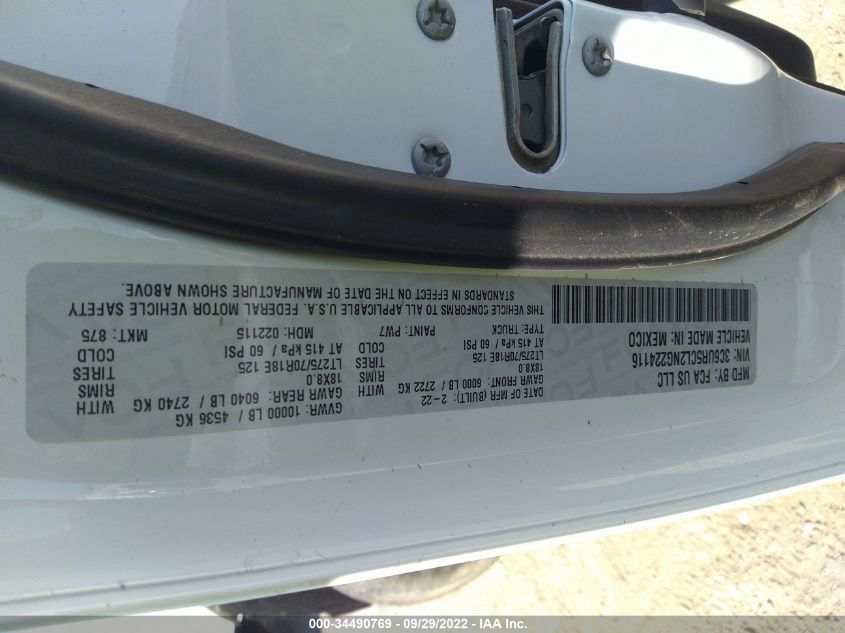 MFD BY: FCA US LLC
DATE OF MFR (BUILT): 2-22
GVWR: 10000 LB / 4536 KG
GAWR FRONT: 6000 LB / 2722 KG
WITH
GAWR REAR: 6040 LB / 2740 KG
WITH
18X8.0
RIMS
18X8.0
RIMS
LT275/70R18E 125
TIRES
LT275/70R18E 125
TIRES
AT 415 kPa / 60 PSI
COLD
AT 415 kPa / 60 PSI
COLD
VIN: 3C6UR5CL2NG224116
TYPE: TRUCK
PAINT: PW7
MDH: 022115
MKT: 875
VEHICLE MADE IN: MEXICO
THIS VEHICLE CONFORMS TO ALL APPLICABLE U.S.A. FEDERAL MOTOR VEHICLE SAFETY
STANDARDS IN EFFECT ON THE DATE OF MANUFACTURE SHOWN ABOVE.
000-34490769 - 09/29/2022 - IAA Inc.